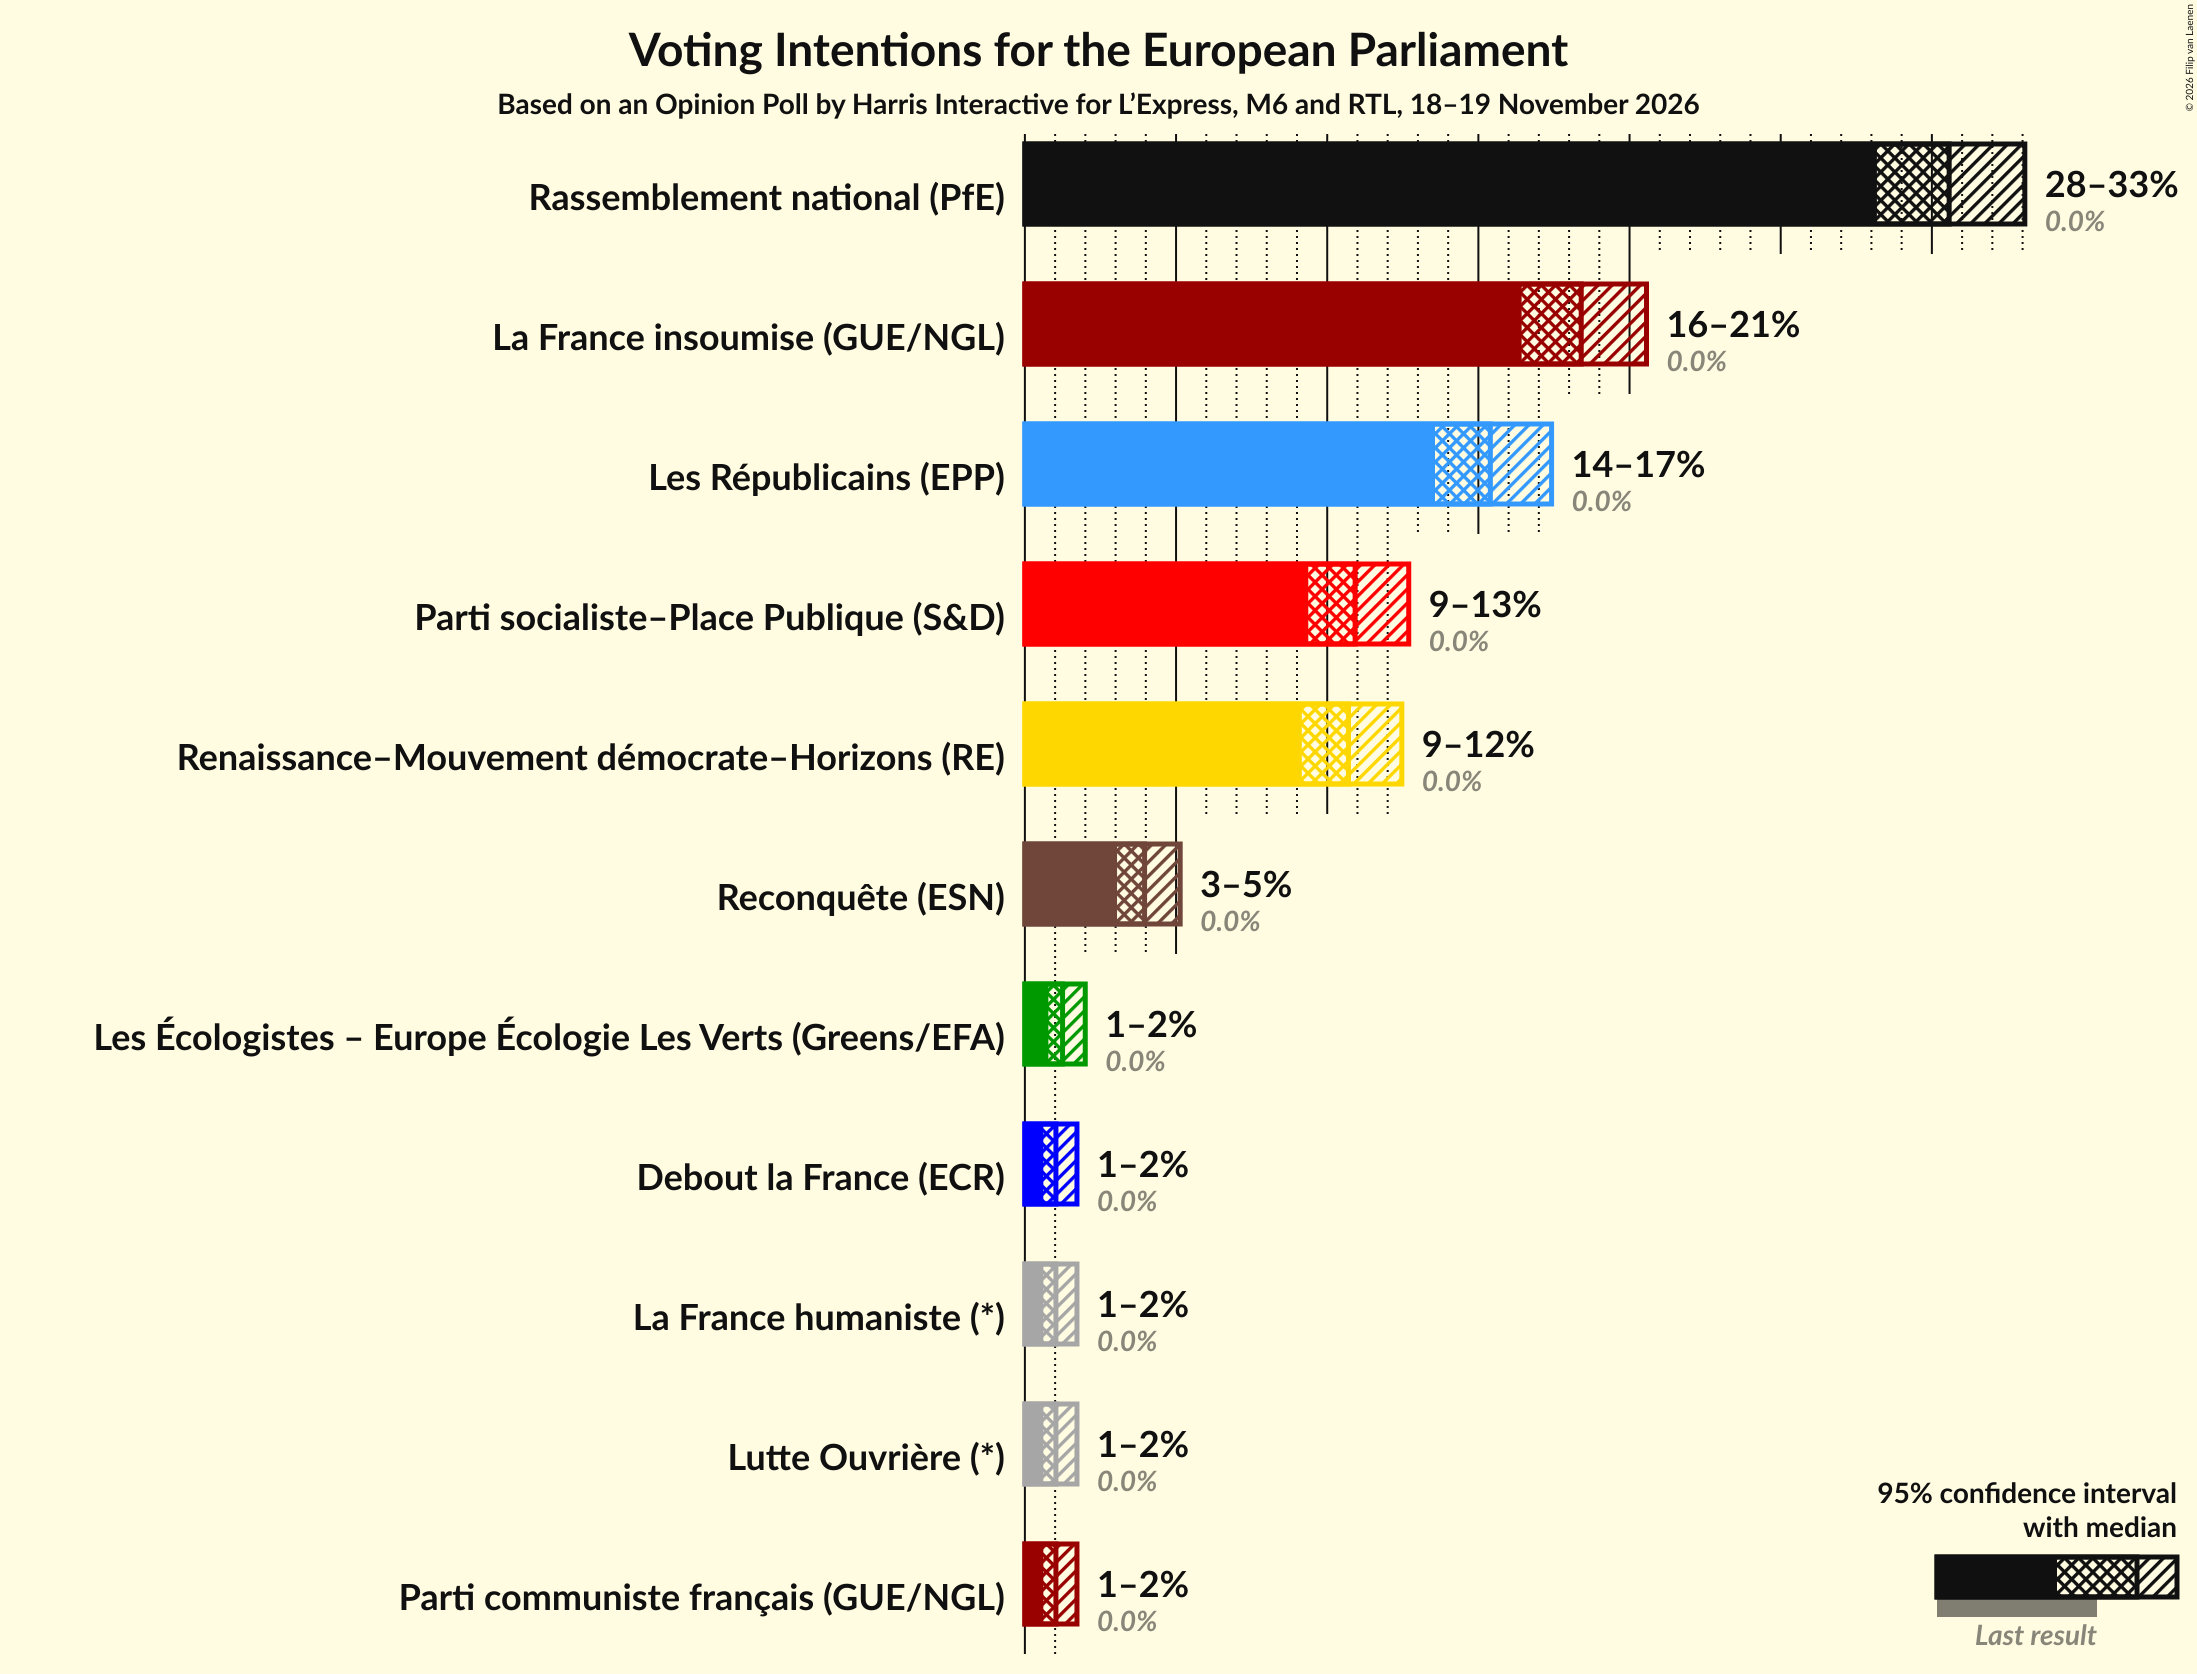 Voting Intentions for the European Parliament
Based on an Opinion Poll by Harris Interactive for L’Express, M6 and RTL, 18–19 November 2026
© 2026 Filip van Laenen
Rassemblement national (PfE)
28–33%
0.0%
La France insoumise (GUE/NGL)
16–21%
0.0%
Les Républicains (EPP)
14–17%
0.0%
Parti socialiste–Place Publique (S&D)
9–13%
0.0%
Renaissance–Mouvement démocrate–Horizons (RE)
9–12%
0.0%
Reconquête (ESN)
3–5%
0.0%
Les Écologistes – Europe Écologie Les Verts (Greens/EFA)
1–2%
0.0%
Debout la France (ECR)
1–2%
0.0%
La France humaniste (*)
1–2%
0.0%
Lutte Ouvrière (*)
1–2%
0.0%
Parti communiste français (GUE/NGL)
1–2%
0.0%
95% confidence interval
with median
Last result